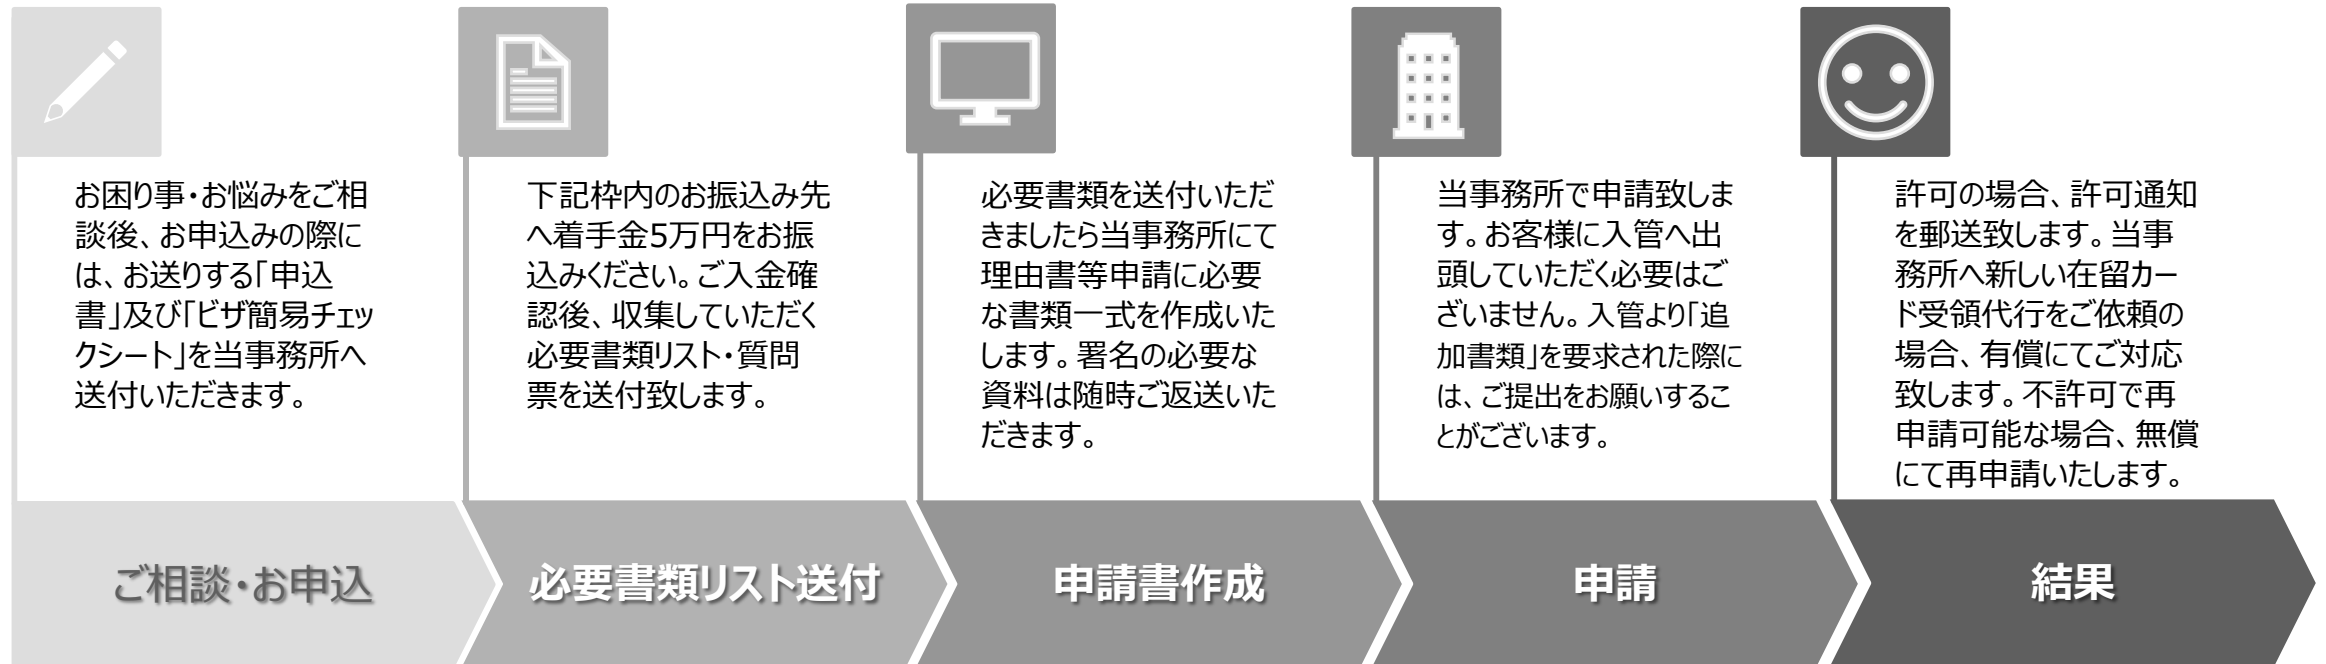 お困り事・お悩みをご相
談後、お申込みの際に
は、お送りする「申込
書」及び「ビザ簡易チェッ
クシート」を当事務所へ
送付いただきます。
下記枠内のお振込み先
へ着手金5万円をお振
込みください。ご入金確
認後、収集していただく
必要書類リスト・質問
票を送付致します。
必要書類を送付いただ
きましたら当事務所にて
理由書等申請に必要
な書類一式を作成いた
します。署名の必要な
資料は随時ご返送いた
だきます。
当事務所で申請致しま
す。お客様に入管へ出
頭していただく必要はご
ざいません。入管より「追
加書類」を要求された際に
は、ご提出をお願いするこ
とがございます。
許可の場合、許可通知
を郵送致します。当事
務所へ新しい在留カー
ド受領代行をご依頼の
場合、有償にてご対応
致します。不許可で再
申請可能な場合、無償
にて再申請いたします。
ご相談・お申込
必要書類リスト送付
申請書作成
申請
結果